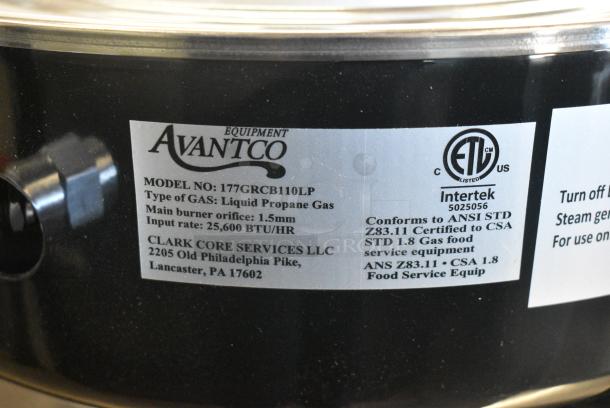 EQUIPMENT
AVANTCO
MODEL NO: 177GRCB110LP
Type of GAS: Liquid Propane Gas
Main burner orifice: 1.5mm
Input rate: 25,600 BTU/HR
CLARK CORE SERVICES LLC
2205 Old Philadelphia Pike,
Lancaster, PA 17602
C ETL CM US
LISTED
Intertek
5025056
Conforms to ANSI STD
Z83.11 Certified to CSA
STD 1.8 Gas food
service equipment
ANS Z83.11 • CSA 1.8
Food Service Equip
Turn off
Steam
For use